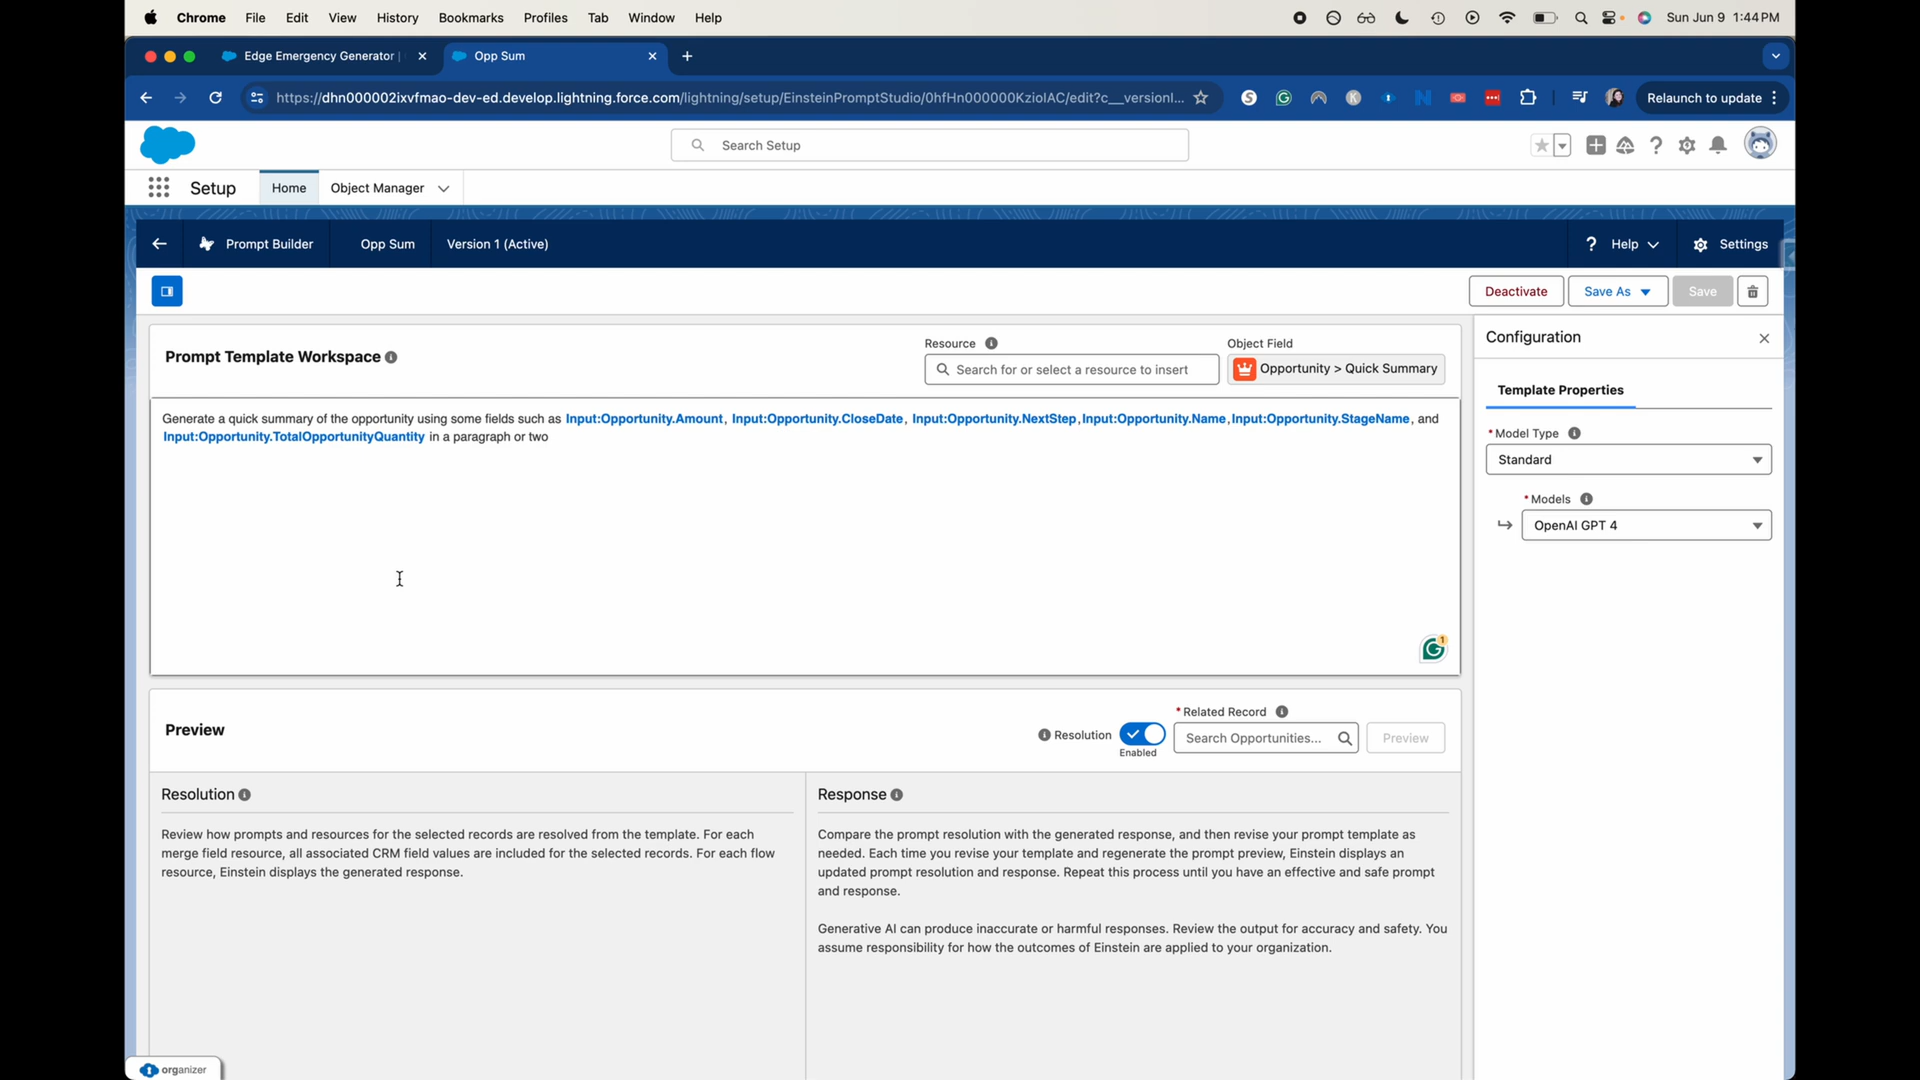 Chrome File Edit View History Bookmarks Profiles Tab Window Help Sun Jun 9 1:44PM
Edge Emergency Generator | Opp Sum
https://dhn000002ixvfmao-dev-ed.develop.lightning.force.com/lightning/setup/EinsteinPromptStudio/0hfHn000000KziolAC/edit?c__versionI... Relaunch to update
Search Setup
Setup Home Object Manager
Prompt Builder Opp Sum Version 1 (Active) Help Settings
Deactivate Save As Save
Prompt Template Workspace
Resource
Search for or select a resource to insert
Object Field
Opportunity > Quick Summary
Generate a quick summary of the opportunity using some fields such as Input:Opportunity.Amount, Input:Opportunity.CloseDate, Input:Opportunity.NextStep,Input:Opportunity.Name,Input:Opportunity.StageName, and
Input:Opportunity.TotalOpportunityQuantity in a paragraph or two
1
Configuration
Template Properties
* Model Type
Standard
* Models
OpenAI GPT 4
Preview
Resolution
Enabled
* Related Record
Search Opportunities...
Preview
Resolution
Review how prompts and resources for the selected records are resolved from the template. For each
merge field resource, all associated CRM field values are included for the selected records. For each flow
resource, Einstein displays the generated response.
Response
Compare the prompt resolution with the generated response, and then revise your prompt template as
needed. Each time you revise your template and regenerate the prompt preview, Einstein displays an
updated prompt resolution and response. Repeat this process until you have an effective and safe prompt
and response.
Generative AI can produce inaccurate or harmful responses. Review the output for accuracy and safety. You
assume responsibility for how the outcomes of Einstein are applied to your organization.
organizer